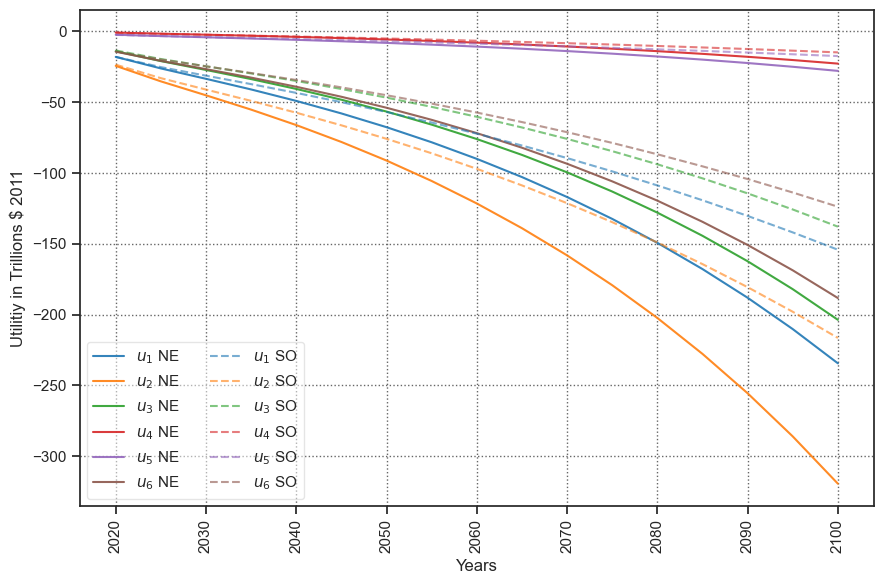 Utilitiy in Trillions $ 2011
0
−50
−100
−150
−200
−250
−300
u₁ NE
u₂ NE
u₃ NE
u₄ NE
u₅ NE
u₆ NE
u₁ SO
u₂ SO
u₃ SO
u₄ SO
u₅ SO
u₆ SO
2020
2030
2040
2050
2060
2070
2080
2090
2100
Years